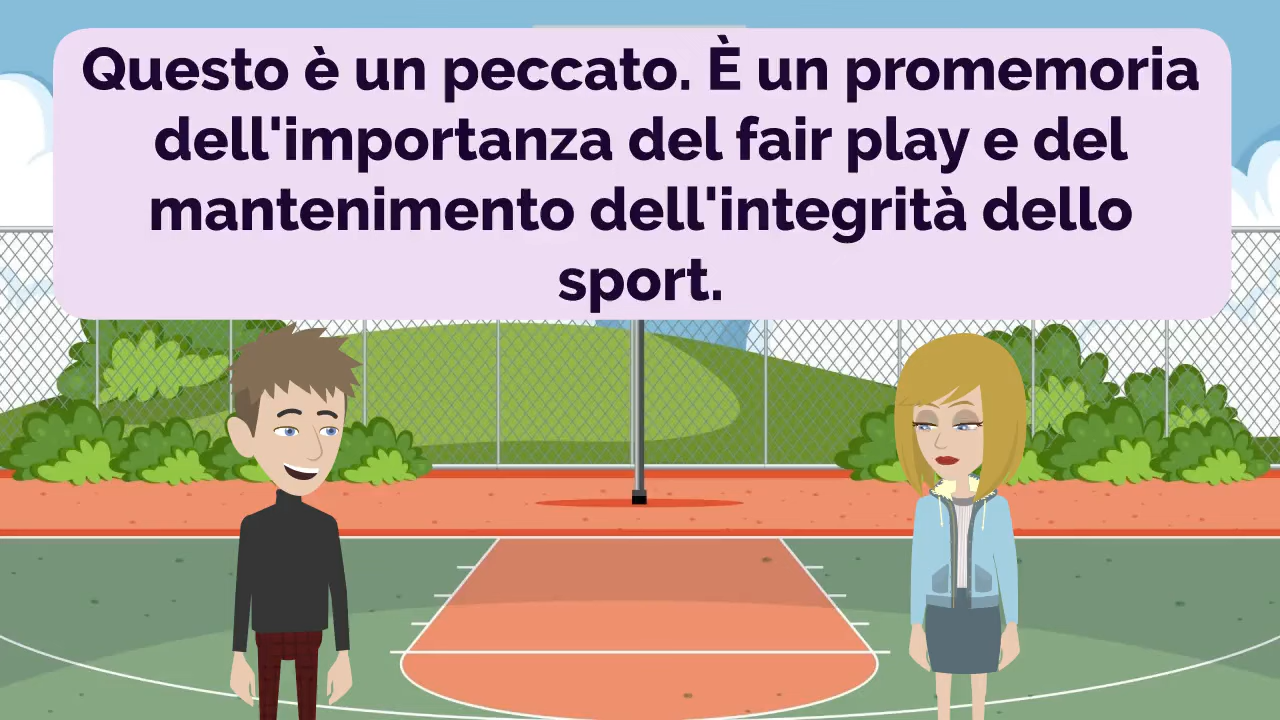 Questo è un peccato. È un promemoria
dell'importanza del fair play e del
mantenimento dell'integrità dello
sport.